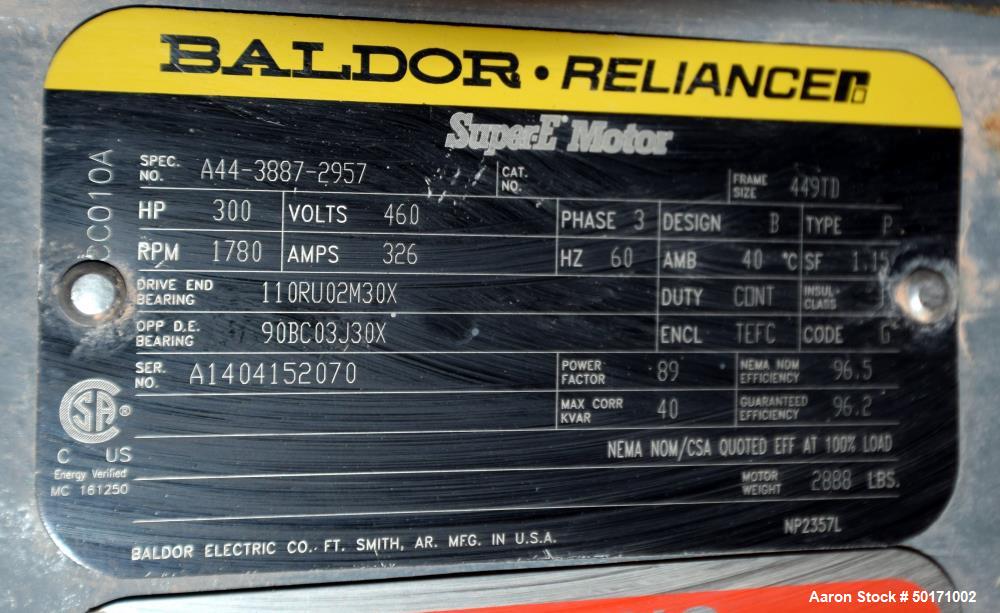 BALDOR • RELIANCE
Super-E Motor
CC010A
SPEC. NO. A44-3887-2957 CAT. NO. FRAME SIZE 449TD
HP 300 VOLTS 460 PHASE 3 DESIGN B TYPE P
RPM 1780 AMPS 326 HZ 60 AMB 40 °C SF 1.15
DRIVE END BEARING 110RU02M30X DUTY CONT INSUL. CLASS
OPP D.E. BEARING 90BC03J30X ENCL TEFC CODE G
SER. NO. A1404152070 POWER FACTOR 89 NEMA NOM EFFICIENCY 96.5
MAX CORR KVAR 40 GUARANTEED EFFICIENCY 96.2
SA ®
C US
Energy Verified
MC 161250
NEMA NOM/CSA QUOTED EFF AT 100% LOAD
MOTOR WEIGHT 2888 LBS.
NP2357L
BALDOR ELECTRIC CO. FT. SMITH, AR. MFG. IN U.S.A.
Aaron Stock # 50171002